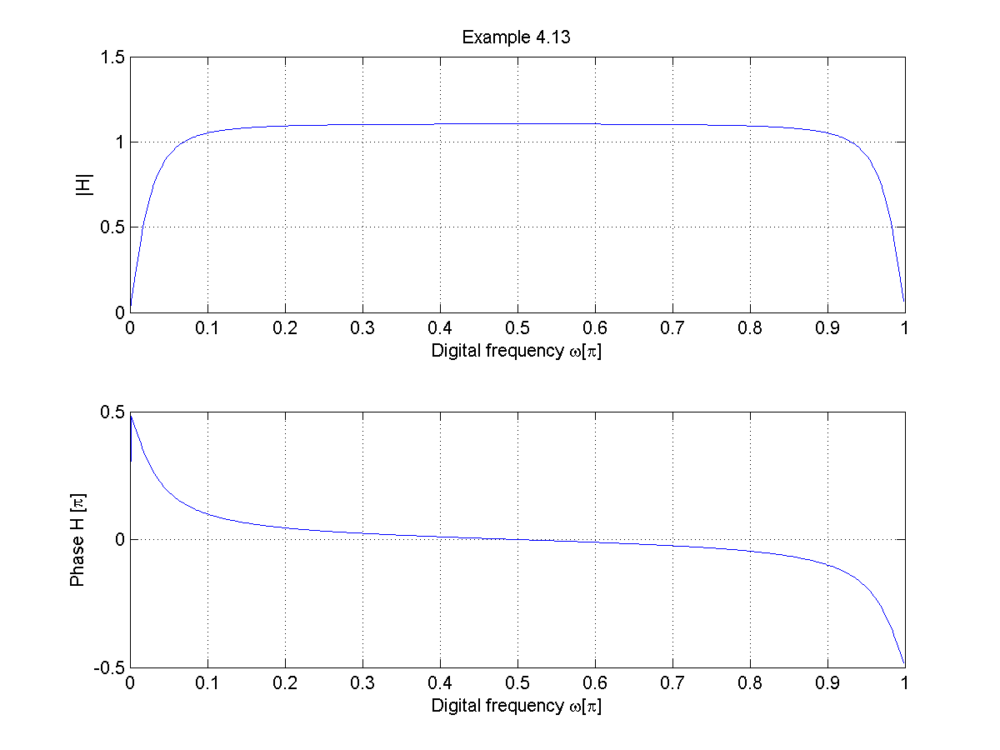 Example 4.13
1.5
1
0.5
0
|H|
0 0.1 0.2 0.3 0.4 0.5 0.6 0.7 0.8 0.9 1
Digital frequency ω[π]
0.5
0
-0.5
Phase H [π]
0 0.1 0.2 0.3 0.4 0.5 0.6 0.7 0.8 0.9 1
Digital frequency ω[π]